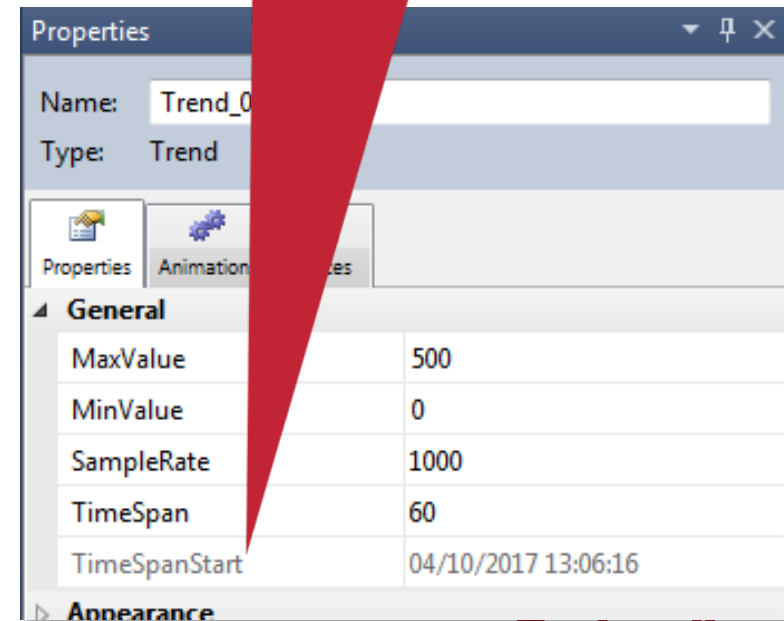 Properties
Name: Trend_0
Type: Trend
Properties Animation
General
MaxValue 500
MinValue 0
SampleRate 1000
TimeSpan 60
TimeSpanStart 04/10/2017 13:06:16
Appearance